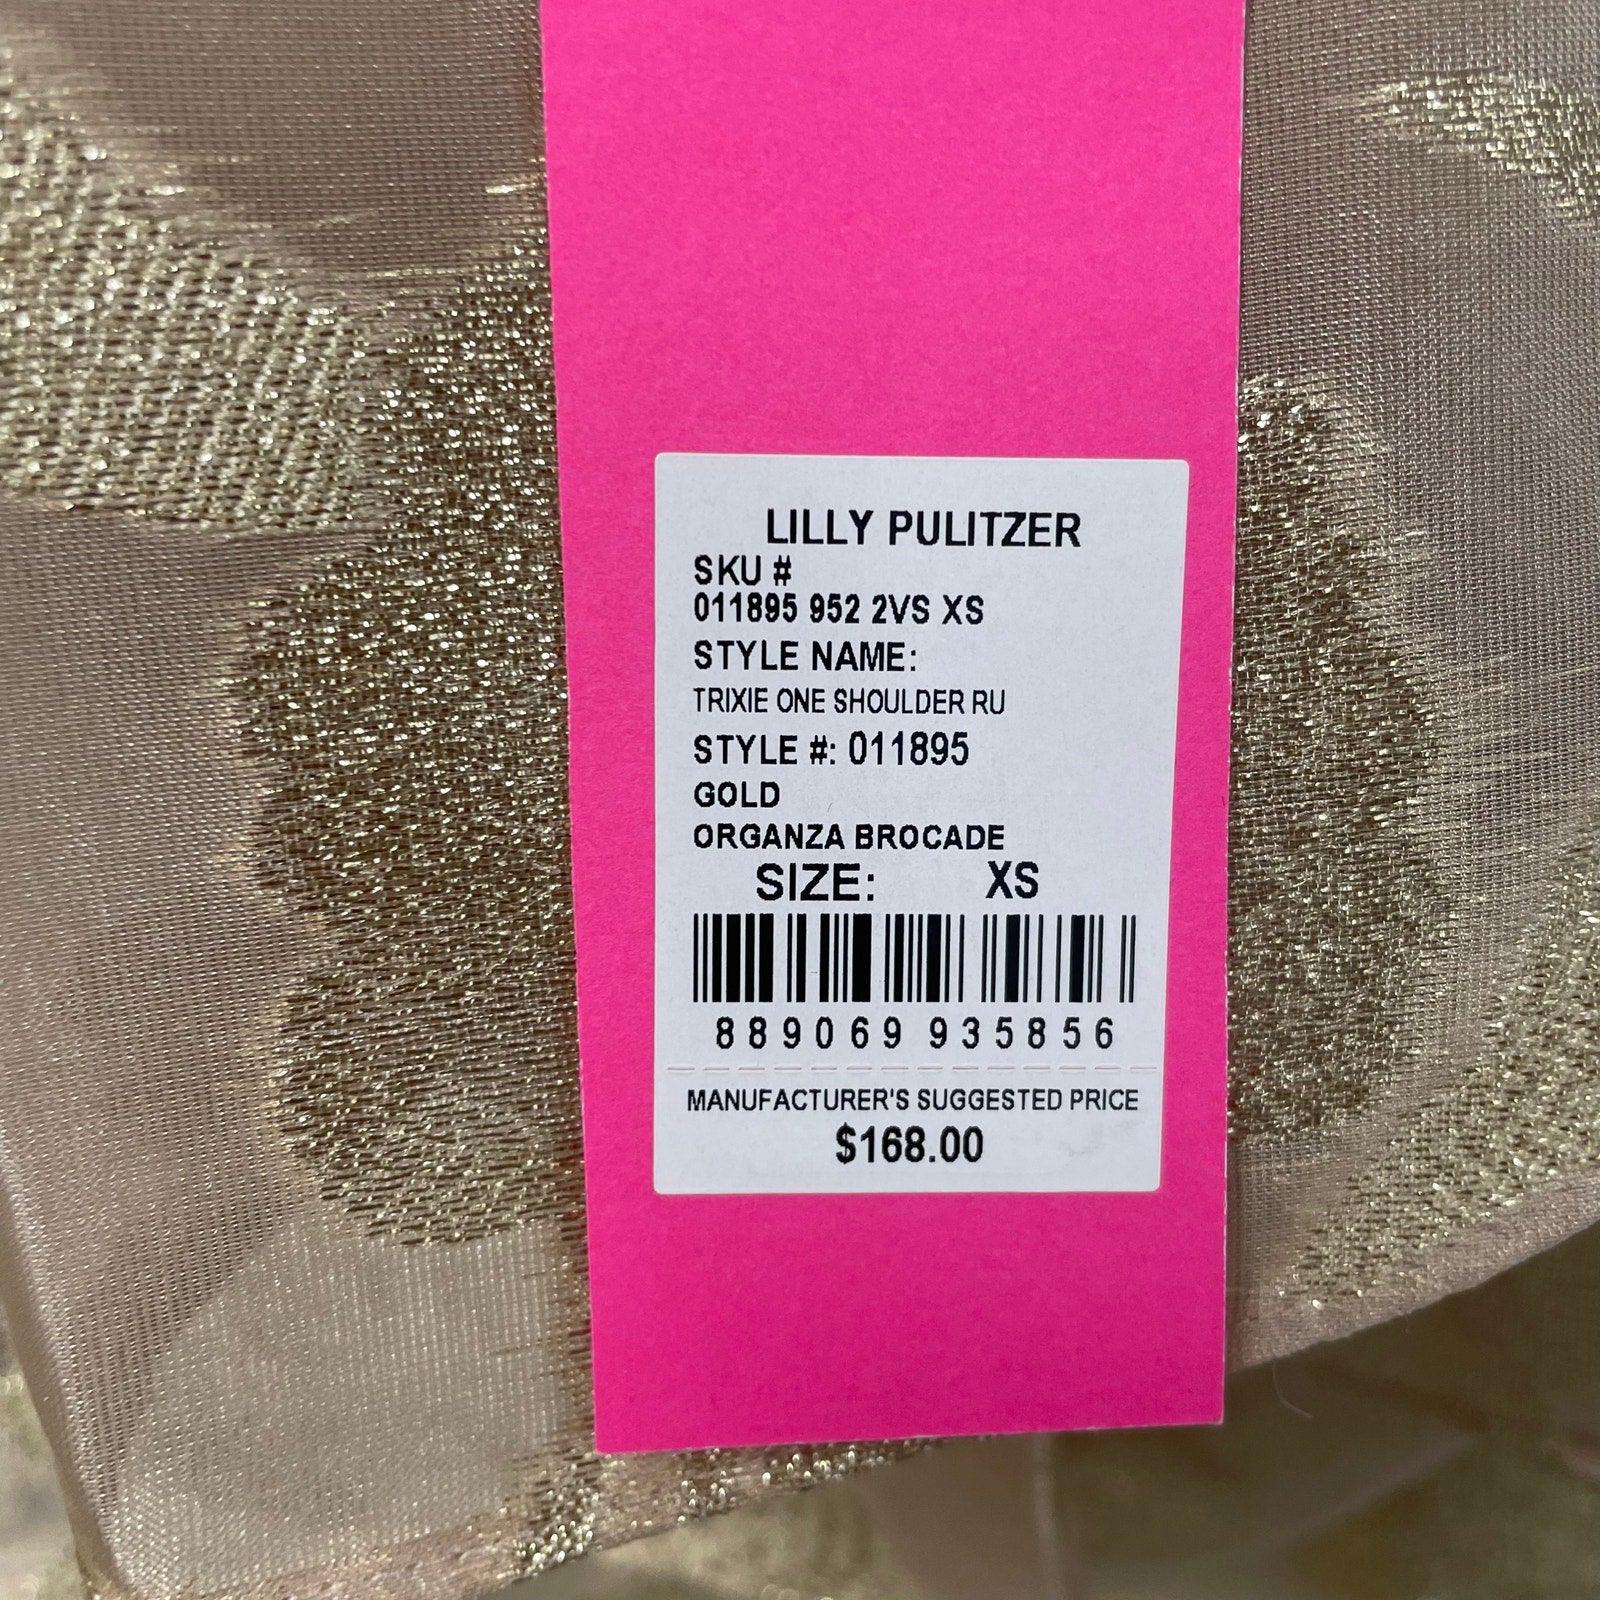 LILLY PULITZER
SKU #
011895 952 2VS XS
STYLE NAME:
TRIXIE ONE SHOULDER RU
STYLE #: 011895
GOLD
ORGANZA BROCADE
SIZE: XS
889069 935856
MANUFACTURER'S SUGGESTED PRICE
$168.00